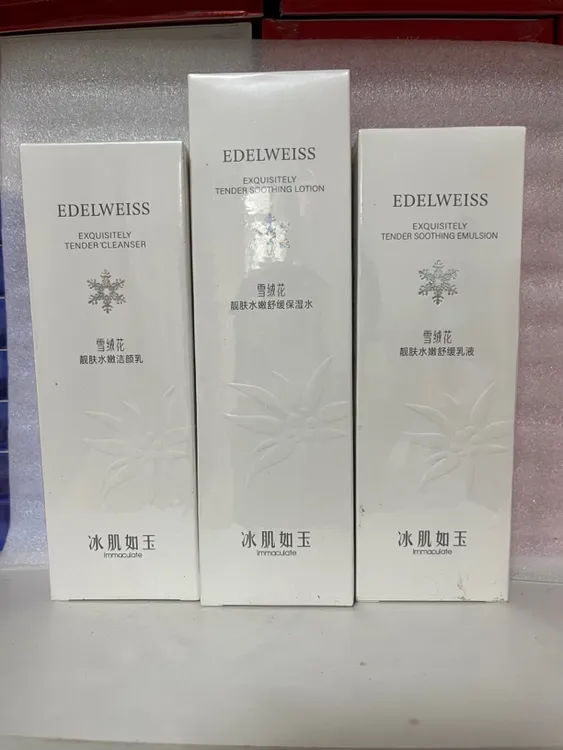 EDELWEISS
EXQUISITELY
TENDER CLEANSER
雪绒花
靓肤水嫩洁颜乳
冰肌如玉
Immaculate
EDELWEISS
EXQUISITELY
TENDER SOOTHING LOTION
雪绒花
靓肤水嫩舒缓保湿水
冰肌如玉
Immaculate
EDELWEISS
EXQUISITELY
TENDER SOOTHING EMULSION
雪绒花
靓肤水嫩舒缓乳液
冰肌如玉
Immaculate